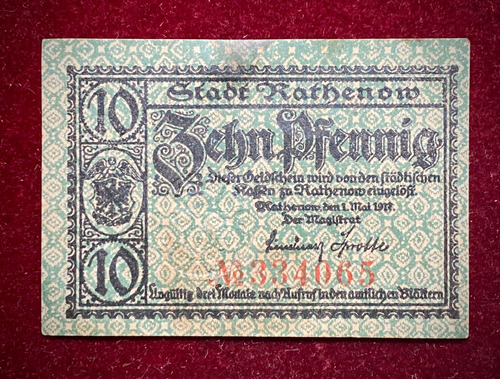 10
Stadt Rathenow
Zehn Pfennig
Dieser Geldschein wird von den städtischen
Kassen zu Rathenow eingelöst.
Rathenow, den 1. Mai 1917.
Der Magistrat
10
№ 334065
Ungültig drei Monate nach Aufruf in den amtlichen Blättern.